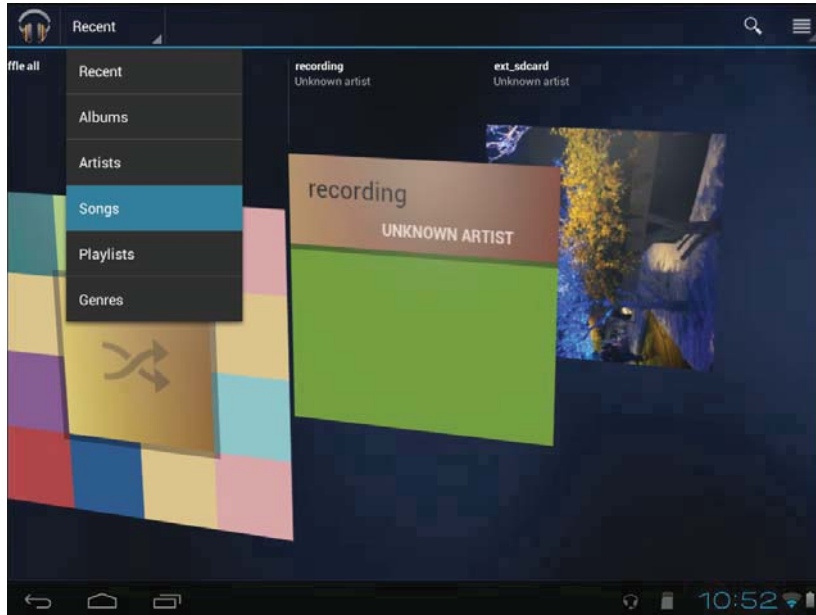 Recent
ffle all
recording
Unknown artist
ext_sdcard
Unknown artist
Recent
Albums
Artists
Songs
Playlists
Genres
recording
UNKNOWN ARTIST
10:52